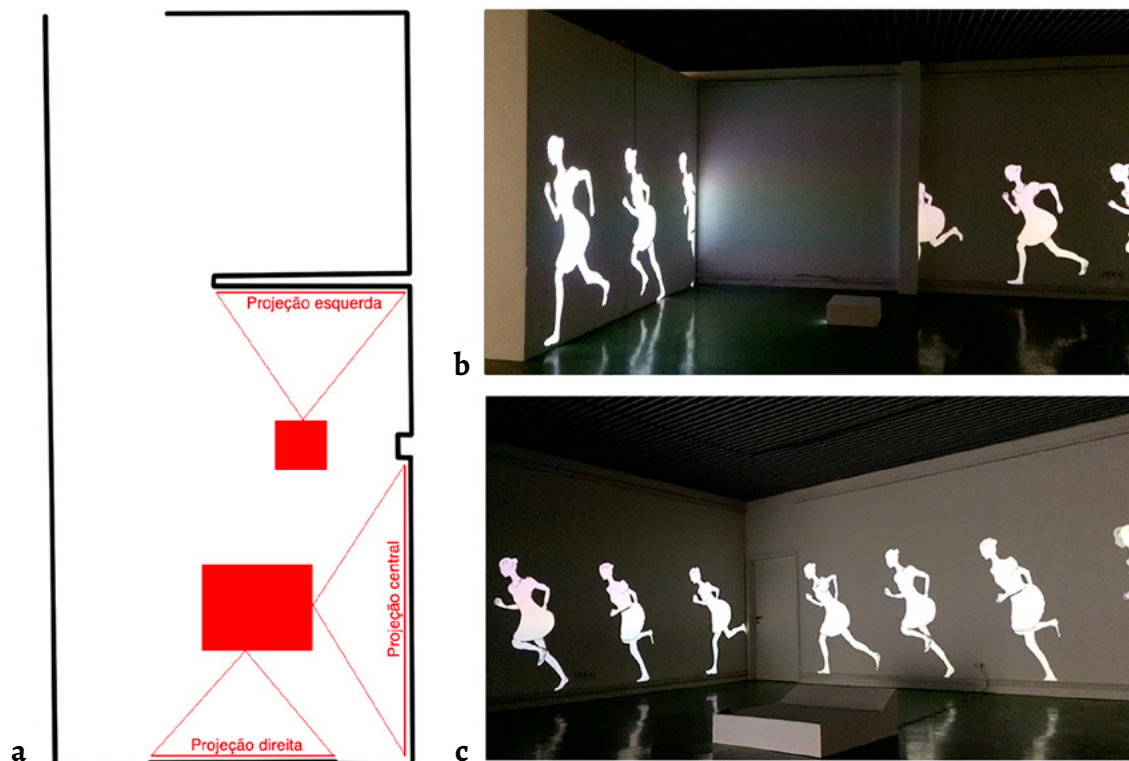 Projeção esquerda
Projeção central
Projeção direita
a
b
c